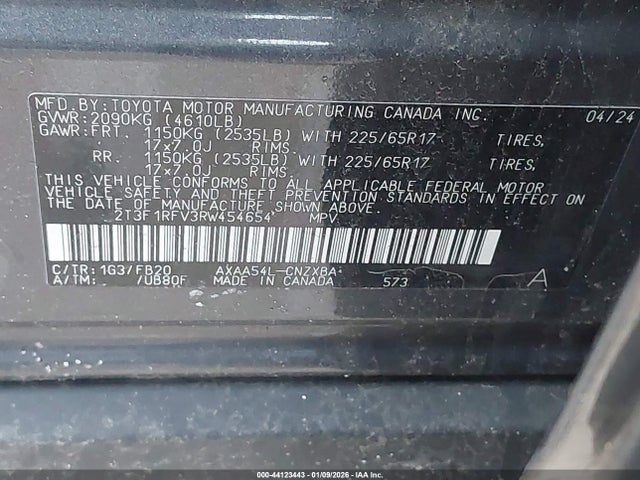 MFD. BY: TOYOTA MOTOR MANUFACTURING CANADA INC. 04/24
GVWR: 2090KG (4610LB)
GAWR: FRT. 1150KG (2535LB) WITH 225/65R17 TIRES,
17x7.0J RIMS.
RR. 1150KG (2535LB) WITH 225/65R17 TIRES,
17x7.0J RIMS.
THIS VEHICLE CONFORMS TO ALL APPLICABLE FEDERAL MOTOR
VEHICLE SAFETY AND THEFT PREVENTION STANDARDS IN EFFECT ON
THE DATE OF MANUFACTURE SHOWN ABOVE.
2T3F1RFV3RW454654 MPV
C/TR: 1G3/FB20 AXAA54L-CNZXBA
A/TM: /UB80F MADE IN CANADA 573 A
000-44123443 - 01/09/2026 - IAA Inc.